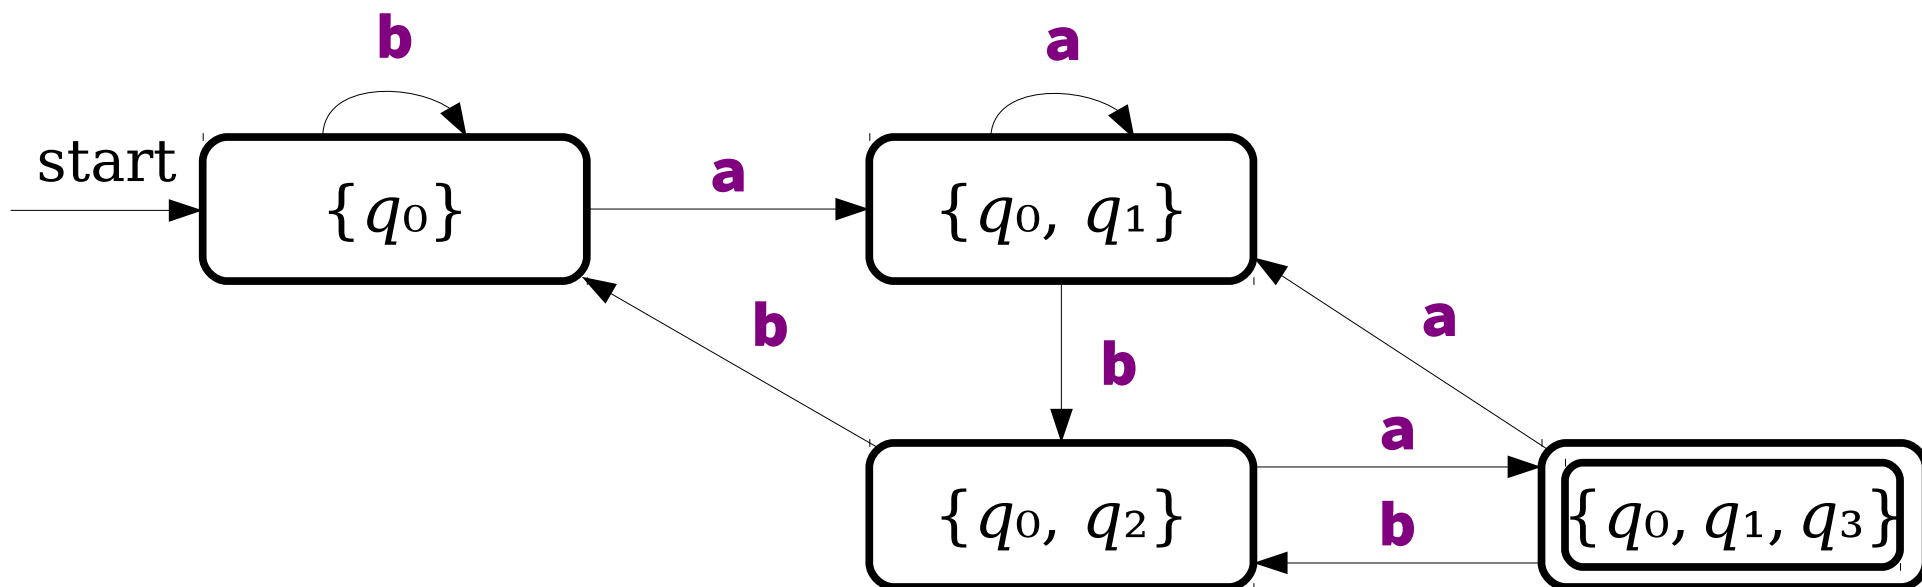 b
a
start
{q₀}
a
{q₀, q₁}
b
b
a
a
{q₀, q₂}
b
{q₀, q₁, q₃}